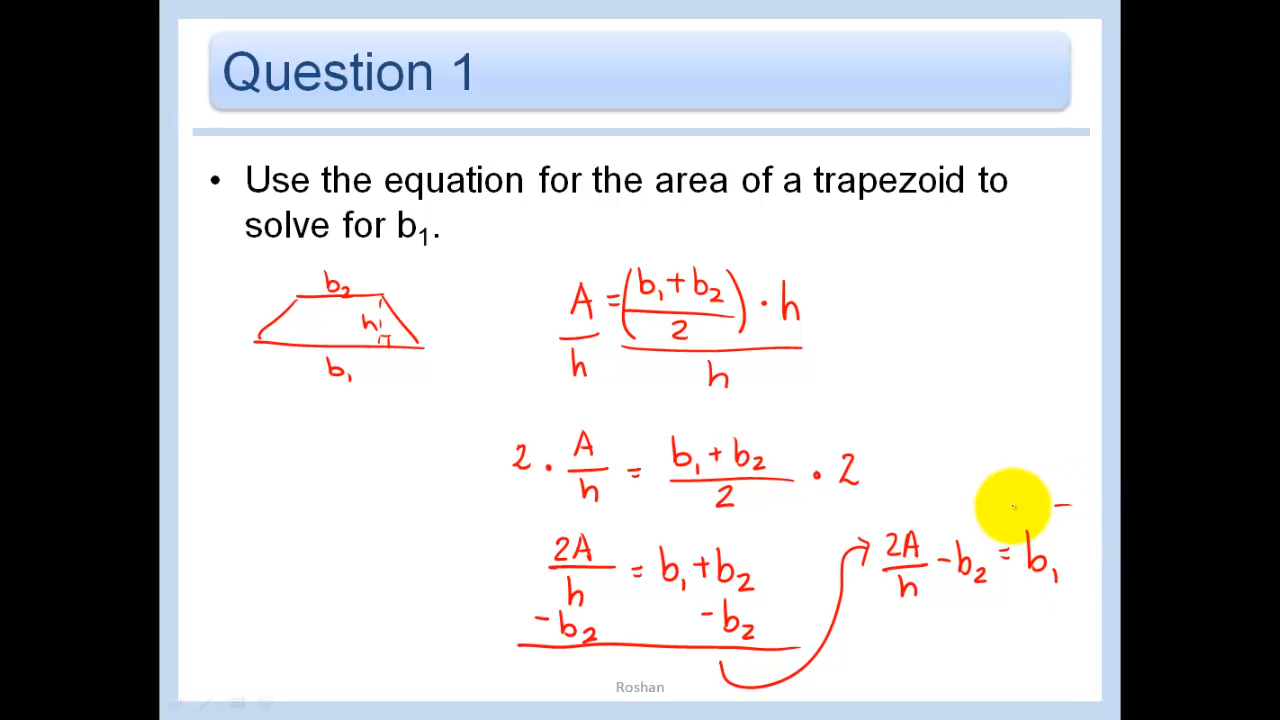 Question 1
• Use the equation for the area of a trapezoid to
solve for b₁.
b₂
h
b₁
A/h = ((b₁+b₂)/2) · h / h
2 · A/h = (b₁+b₂)/2 · 2
2A/h = b₁+b₂
-b₂ -b₂
2A/h - b₂ = b₁
Roshan